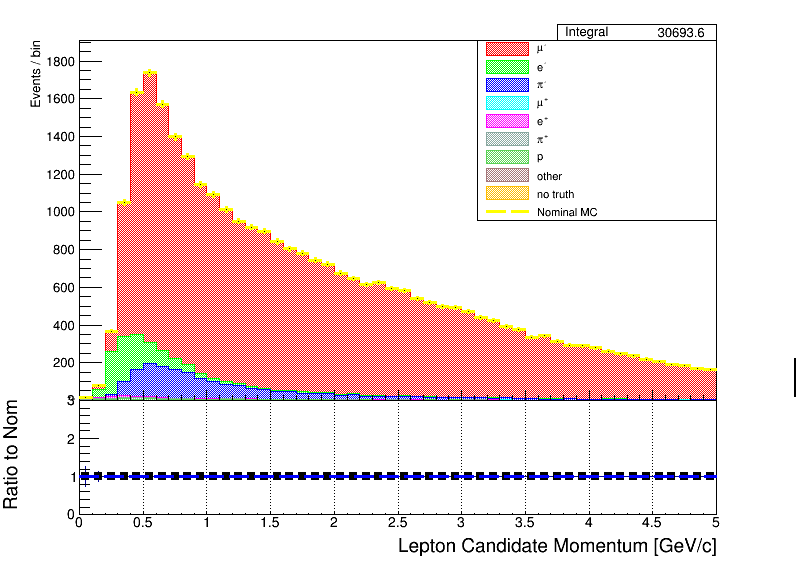 Integral 30693.6
Events / bin
1800
1600
1400
1200
1000
800
600
400
200
μ⁻
e⁻
π⁻
μ⁺
e⁺
π⁺
p
other
no truth
Nominal MC
Ratio to Nom
3
2
1
0
0 0.5 1 1.5 2 2.5 3 3.5 4 4.5 5
Lepton Candidate Momentum [GeV/c]